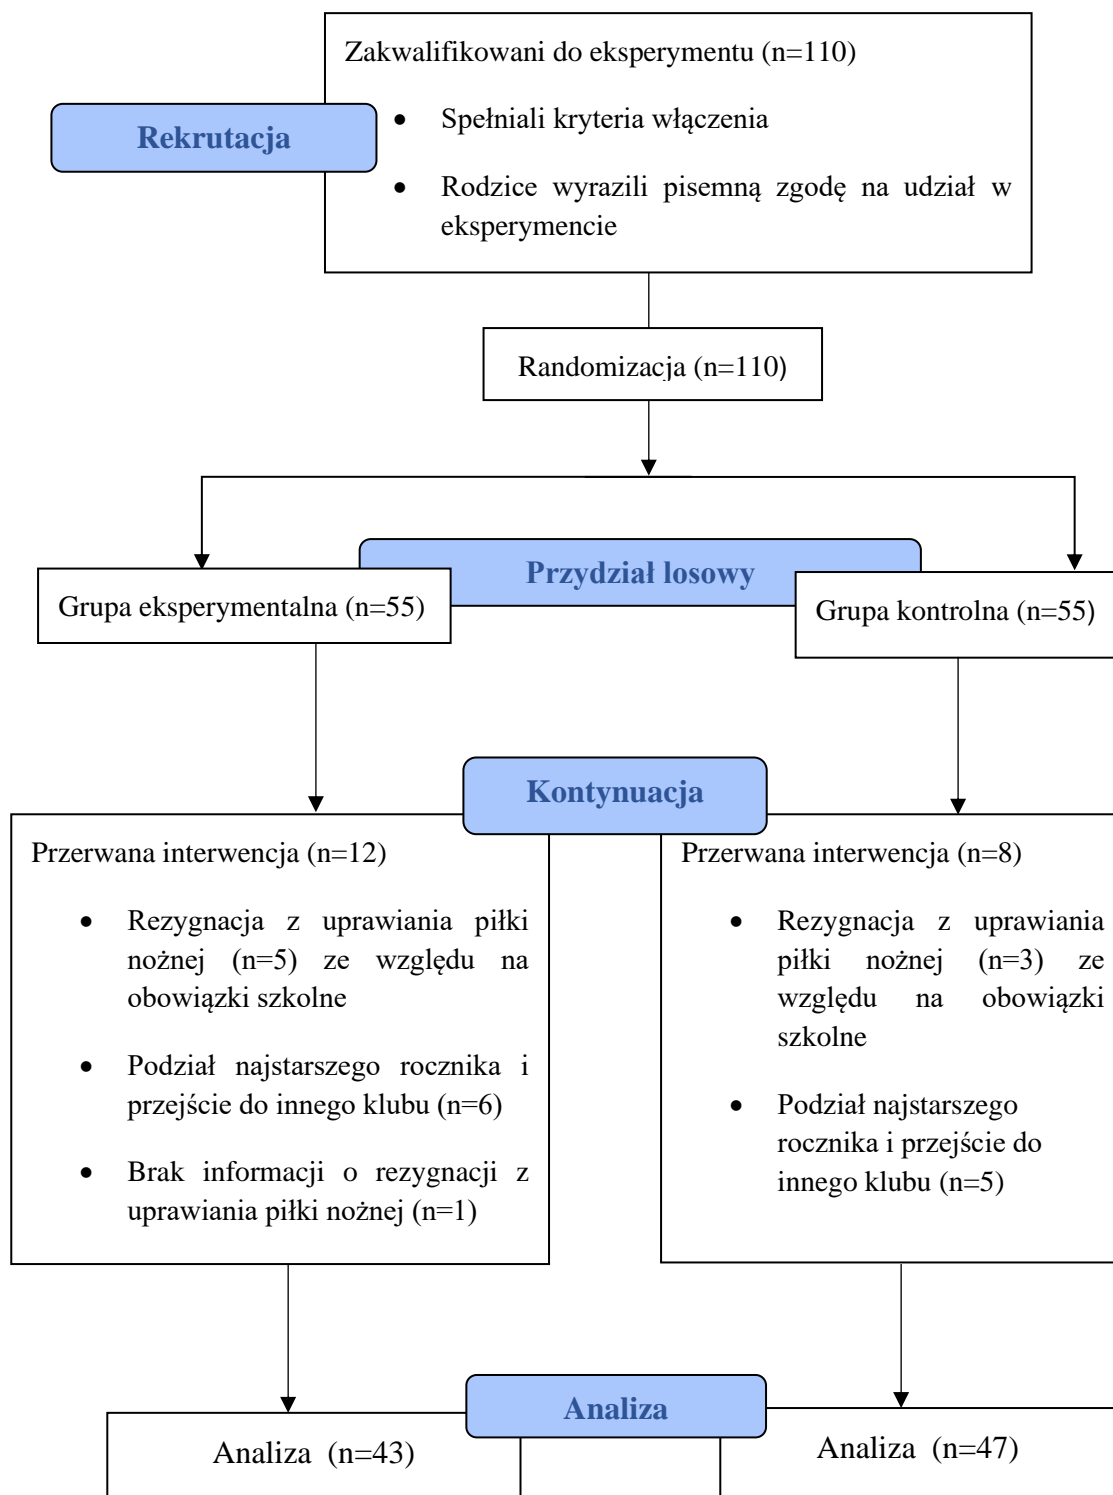 Zakwalifikowani do eksperymentu (n=110)
• Spełniali kryteria włączenia
• Rodzice wyrazili pisemną zgodę na udział w
eksperymencie
Rekrutacja
Randomizacja (n=110)
Przydział losowy
Grupa eksperymentalna (n=55)
Grupa kontrolna (n=55)
Kontynuacja
Przerwana interwencja (n=12)
• Rezygnacja z uprawiania piłki
nożnej (n=5) ze względu na
obowiązki szkolne
• Podział najstarszego rocznika i
przejście do innego klubu (n=6)
• Brak informacji o rezygnacji z
uprawiania piłki nożnej (n=1)
Przerwana interwencja (n=8)
• Rezygnacja z uprawiania
piłki nożnej (n=3) ze
względu na obowiązki
szkolne
• Podział najstarszego
rocznika i przejście do
innego klubu (n=5)
Analiza
Analiza (n=43)
Analiza (n=47)